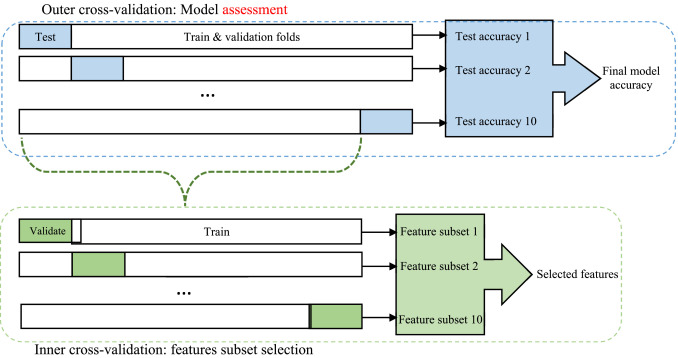 Outer cross-validation: Model assessment
Test
Train & validation folds
Test accuracy 1
Test accuracy 2
...
Test accuracy 10
Final model
accuracy
Validate
Train
Feature subset 1
Feature subset 2
...
Feature subset 10
Selected features
Inner cross-validation: features subset selection